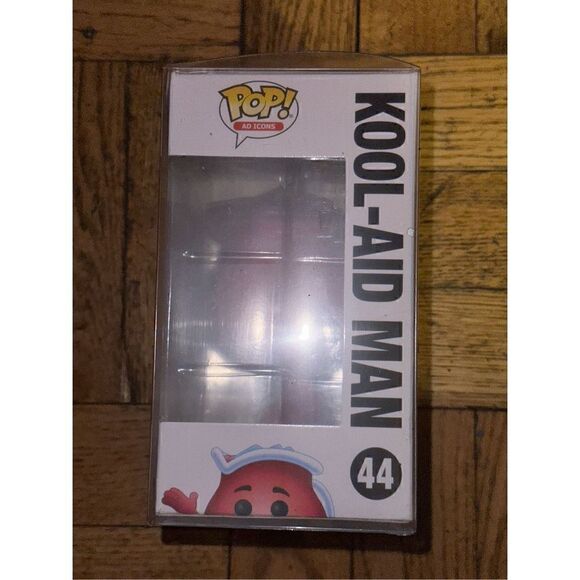 POP!
AD ICONS
KOOL-AID MAN
44